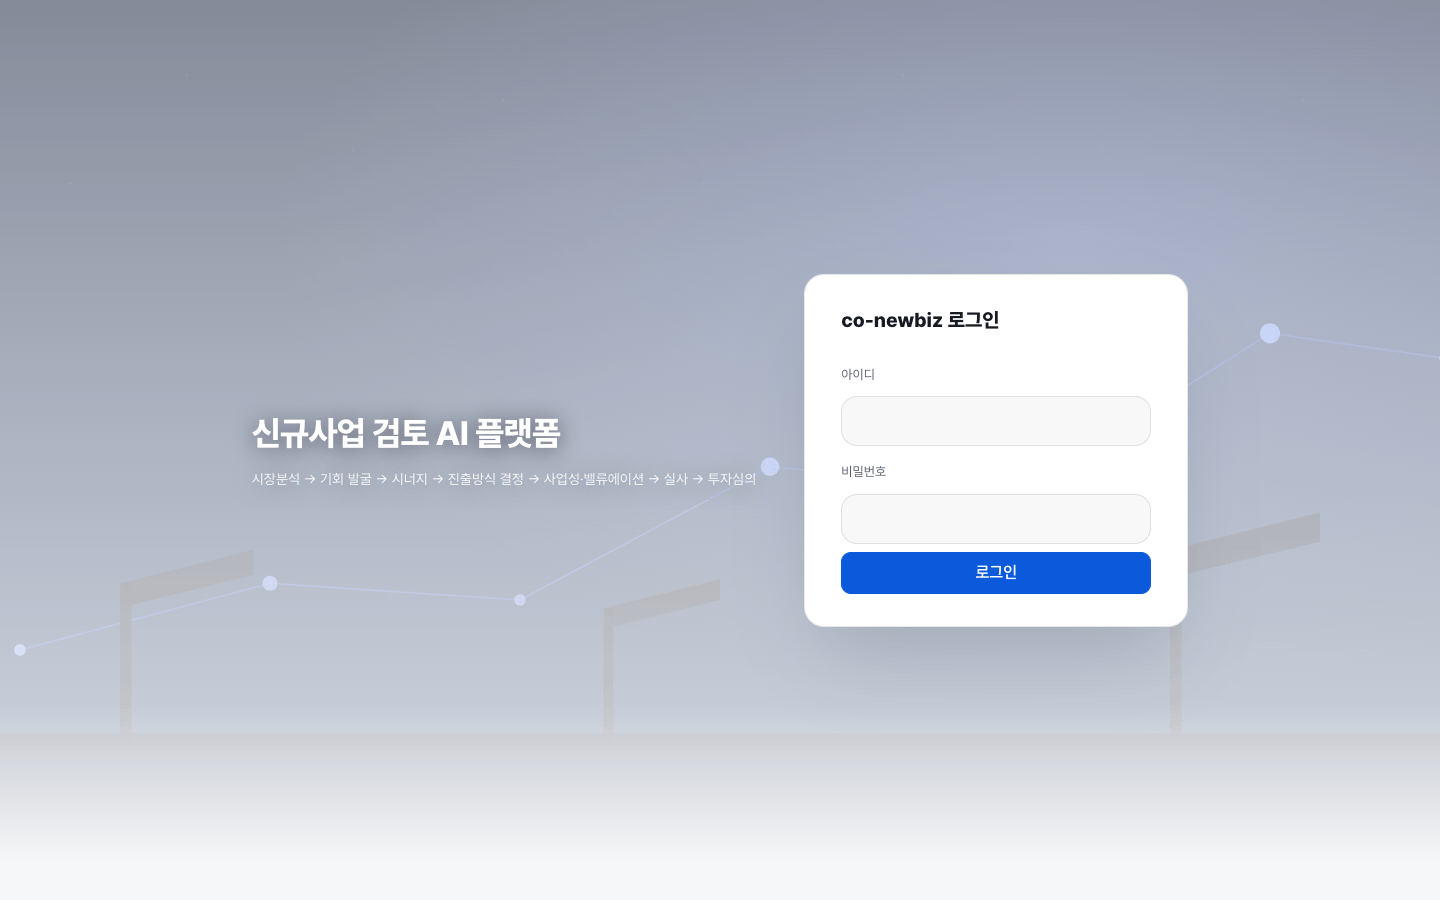 신규사업 검토 AI 플랫폼
시장분석 → 기회 발굴 → 시너지 → 진출방식 결정 → 사업성·밸류에이션 → 실사 → 투자심의
co-newbiz 로그인
아이디
비밀번호
로그인